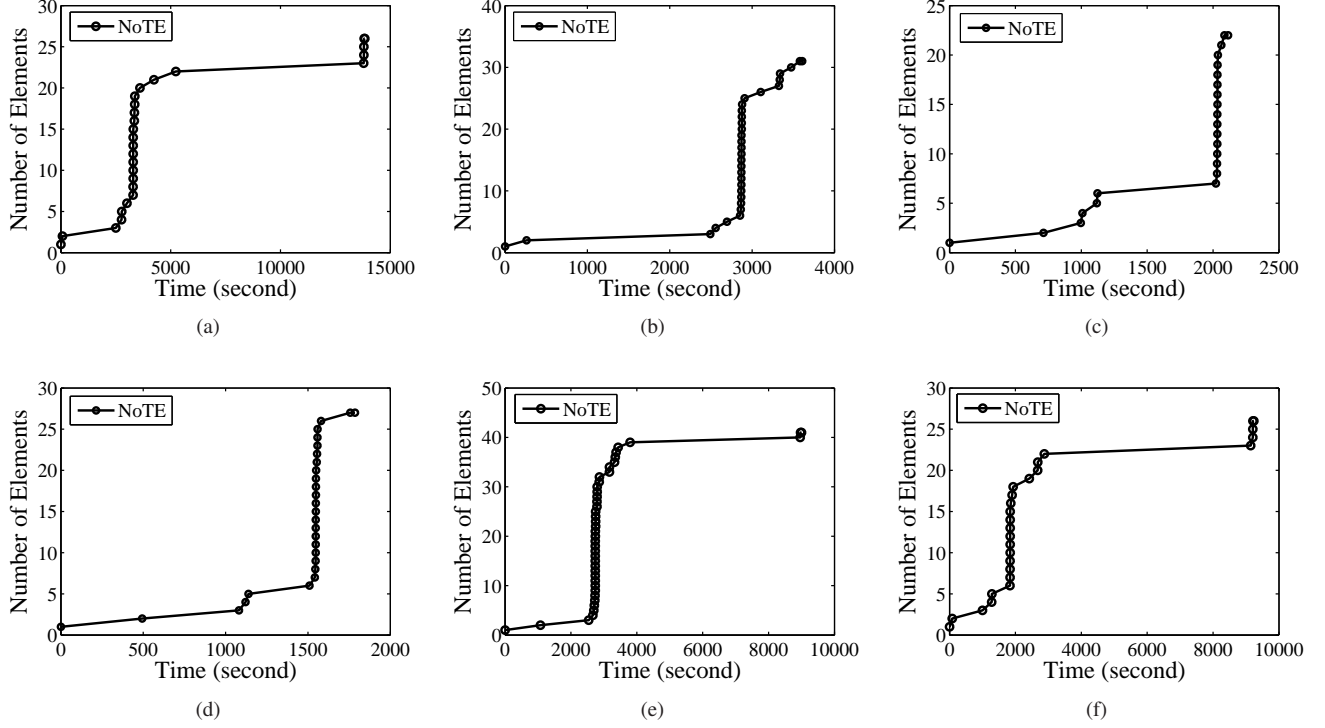 NoTE
30
25
20
15
10
5
0
Number of Elements
0 5000 10000 15000
Time (second)
(a)
NoTE
40
30
20
10
0
Number of Elements
0 1000 2000 3000 4000
Time (second)
(b)
NoTE
25
20
15
10
5
0
Number of Elements
0 500 1000 1500 2000 2500
Time (second)
(c)
NoTE
30
25
20
15
10
5
0
Number of Elements
0 500 1000 1500 2000
Time (second)
(d)
NoTE
50
40
30
20
10
0
Number of Elements
0 2000 4000 6000 8000 10000
Time (second)
(e)
NoTE
30
25
20
15
10
5
0
Number of Elements
0 2000 4000 6000 8000 10000
Time (second)
(f)